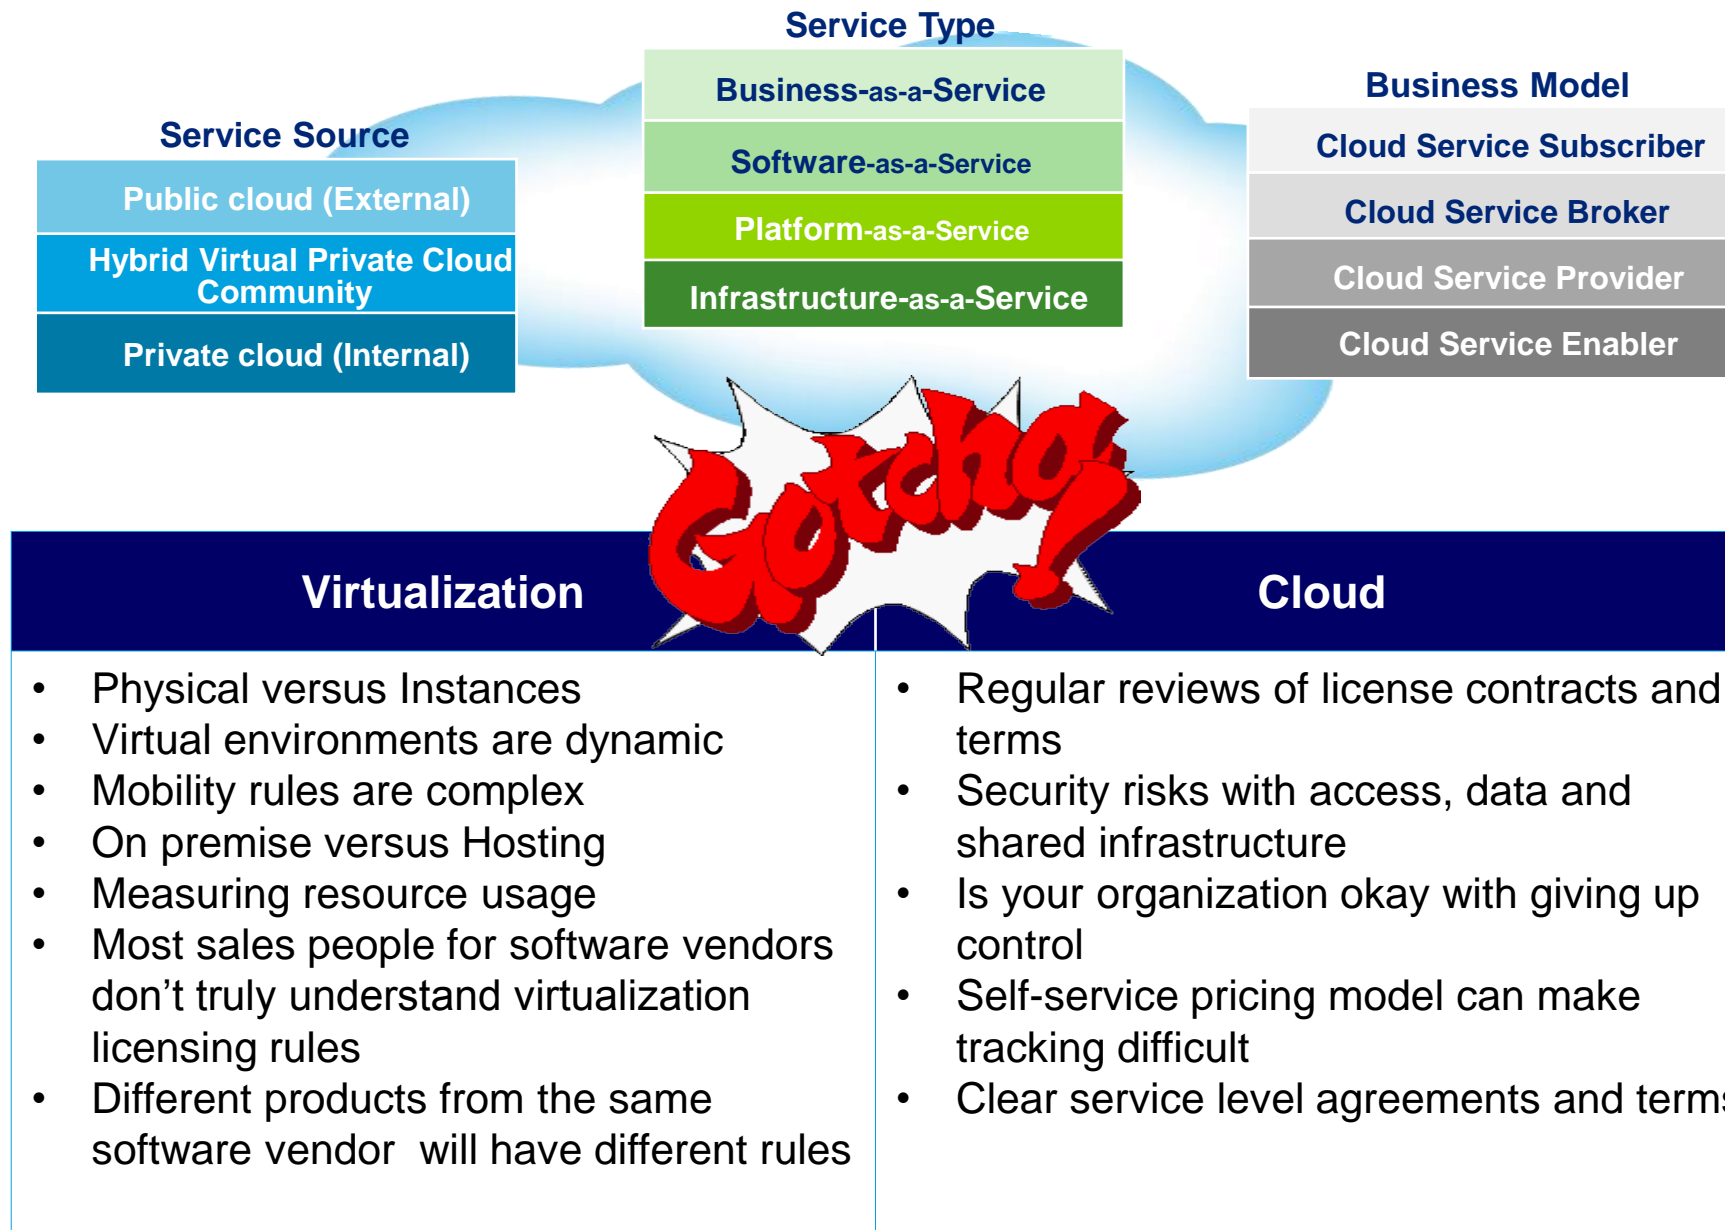 Service Type
Business-as-a-Service
Software-as-a-Service
Platform-as-a-Service
Infrastructure-as-a-Service
Service Source
Public cloud (External)
Hybrid Virtual Private Cloud
Community
Private cloud (Internal)
Business Model
Cloud Service Subscriber
Cloud Service Broker
Cloud Service Provider
Cloud Service Enabler
Gotcha!
Virtualization
• Physical versus Instances
• Virtual environments are dynamic
• Mobility rules are complex
• On premise versus Hosting
• Measuring resource usage
• Most sales people for software vendors
don’t truly understand virtualization
licensing rules
• Different products from the same
software vendor will have different rules
Cloud
• Regular reviews of license contracts and
terms
• Security risks with access, data and
shared infrastructure
• Is your organization okay with giving up
control
• Self-service pricing model can make
tracking difficult
• Clear service level agreements and terms